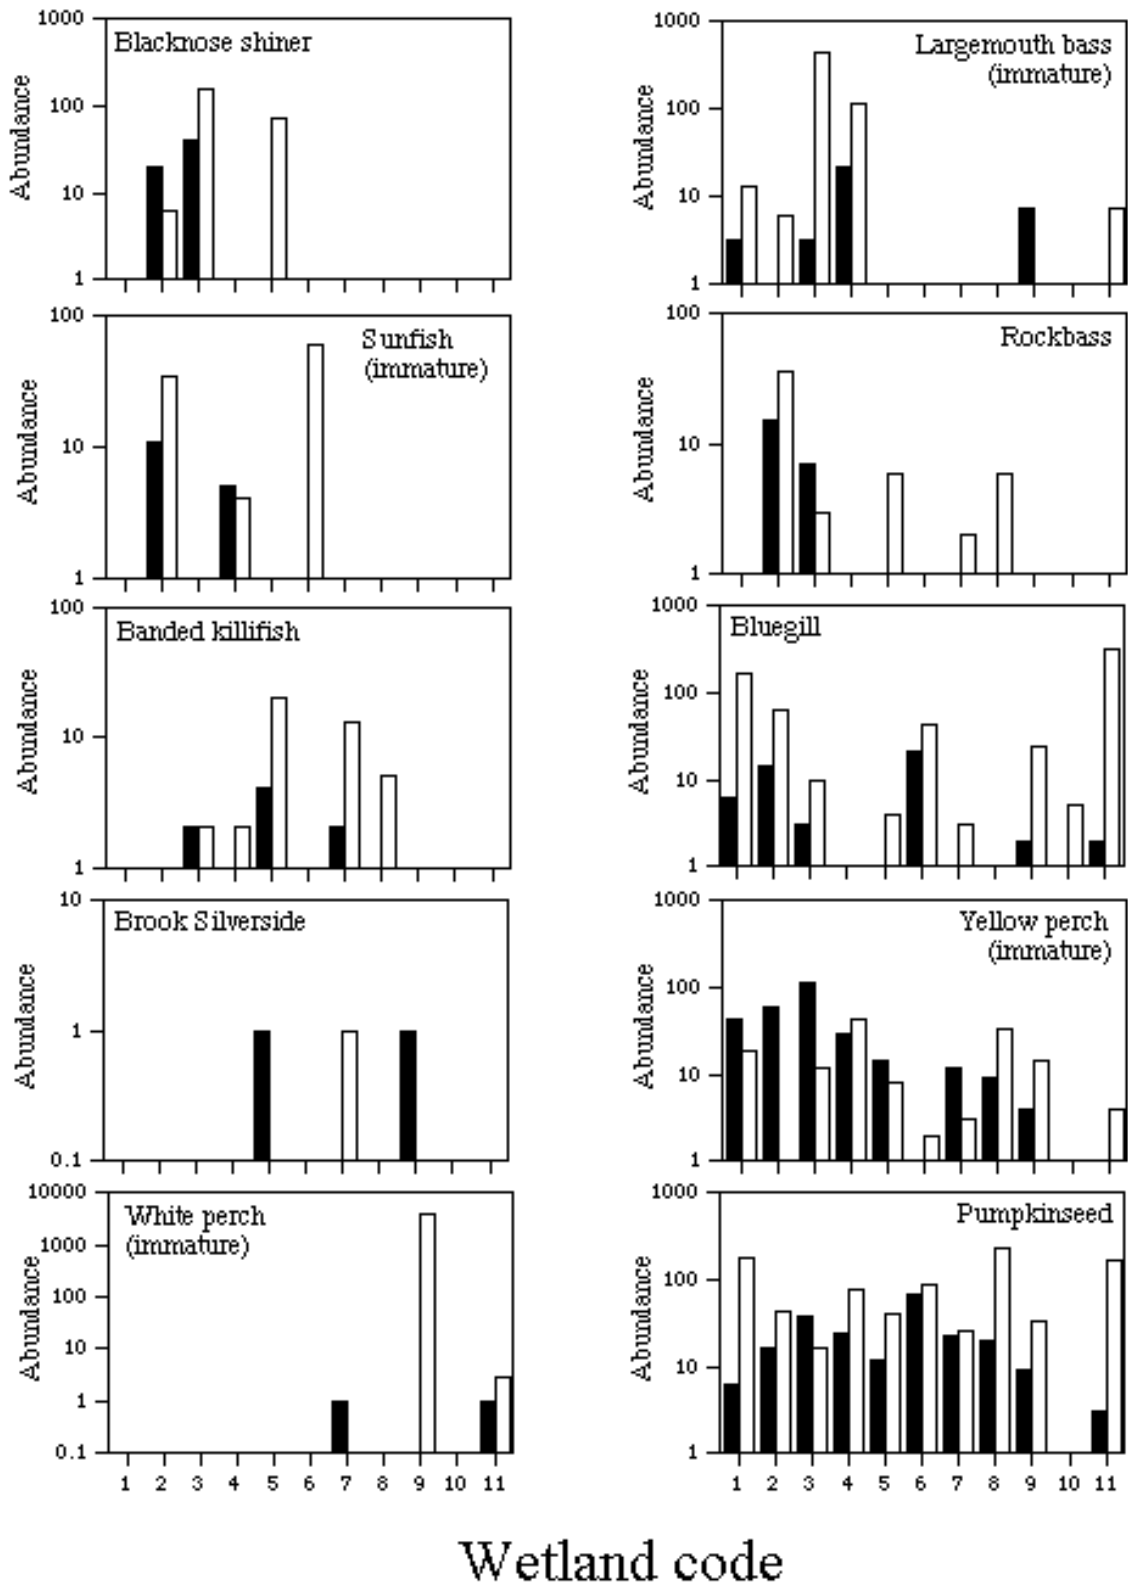 1000
Blacknose shiner
100
10
1
Abundance
1000
Largemouth bass
(immature)
100
10
1
Abundance
100
Sunfish
(immature)
10
1
Abundance
100
Rockbass
10
1
Abundance
100
Banded killifish
10
1
Abundance
1000
Bluegill
100
10
1
Abundance
10
Brook Silverside
1
0.1
Abundance
1000
Yellow perch
(immature)
100
10
1
Abundance
10000
White perch
(immature)
1000
100
10
1
0.1
Abundance
1 2 3 4 5 6 7 8 9 10 11
1000
Pumpkinseed
100
10
1
Abundance
1 2 3 4 5 6 7 8 9 10 11
Wetland code